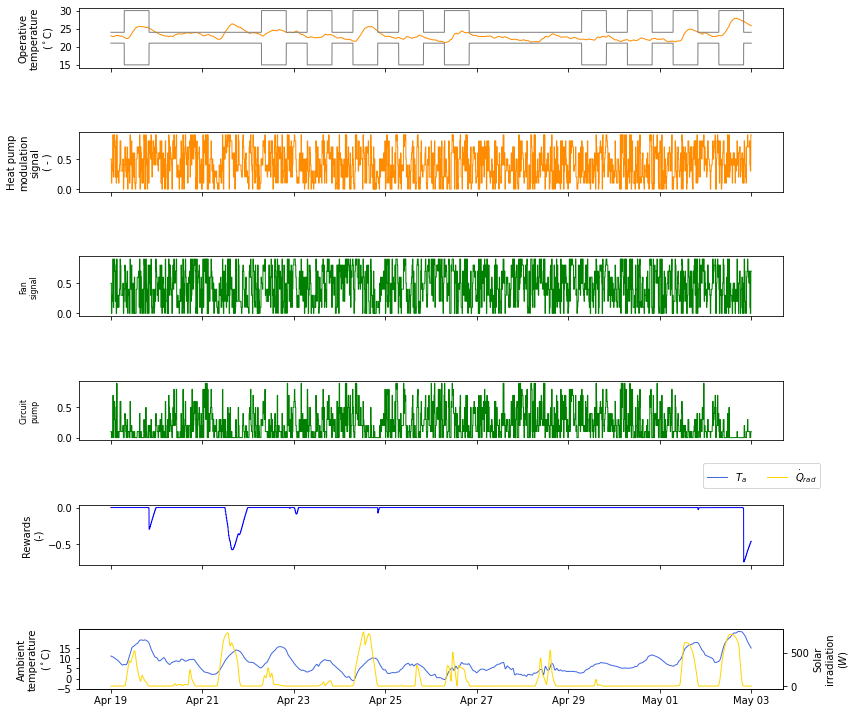 Operative
temperature
(°C)
30
25
20
15
Heat pump
modulation
signal
( - )
0.5
0.0
Fan
signal
0.5
0.0
Circuit
pump
0.5
0.0
T_a
Q̇_rad
Rewards
(-)
0.0
−0.5
Ambient
temperature
(°C)
15
10
5
0
−5
500
0
Solar
irradiation
(W)
Apr 19
Apr 21
Apr 23
Apr 25
Apr 27
Apr 29
May 01
May 03